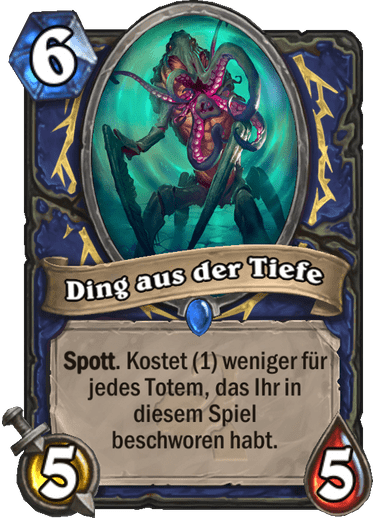 6
Ding aus der Tiefe
Spott. Kostet (1) weniger für
jedes Totem, das Ihr in
diesem Spiel
beschworen habt.
5
5